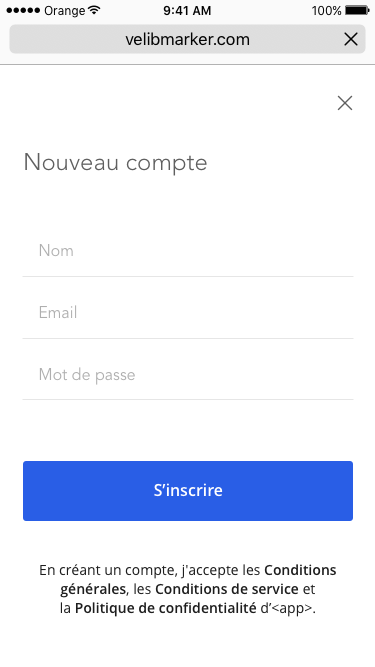 Orange 9:41 AM 100%
velibmarker.com
Nouveau compte
Nom
Email
Mot de passe
S’inscrire
En créant un compte, j'accepte les Conditions
générales, les Conditions de service et
la Politique de confidentialité d’<app>.